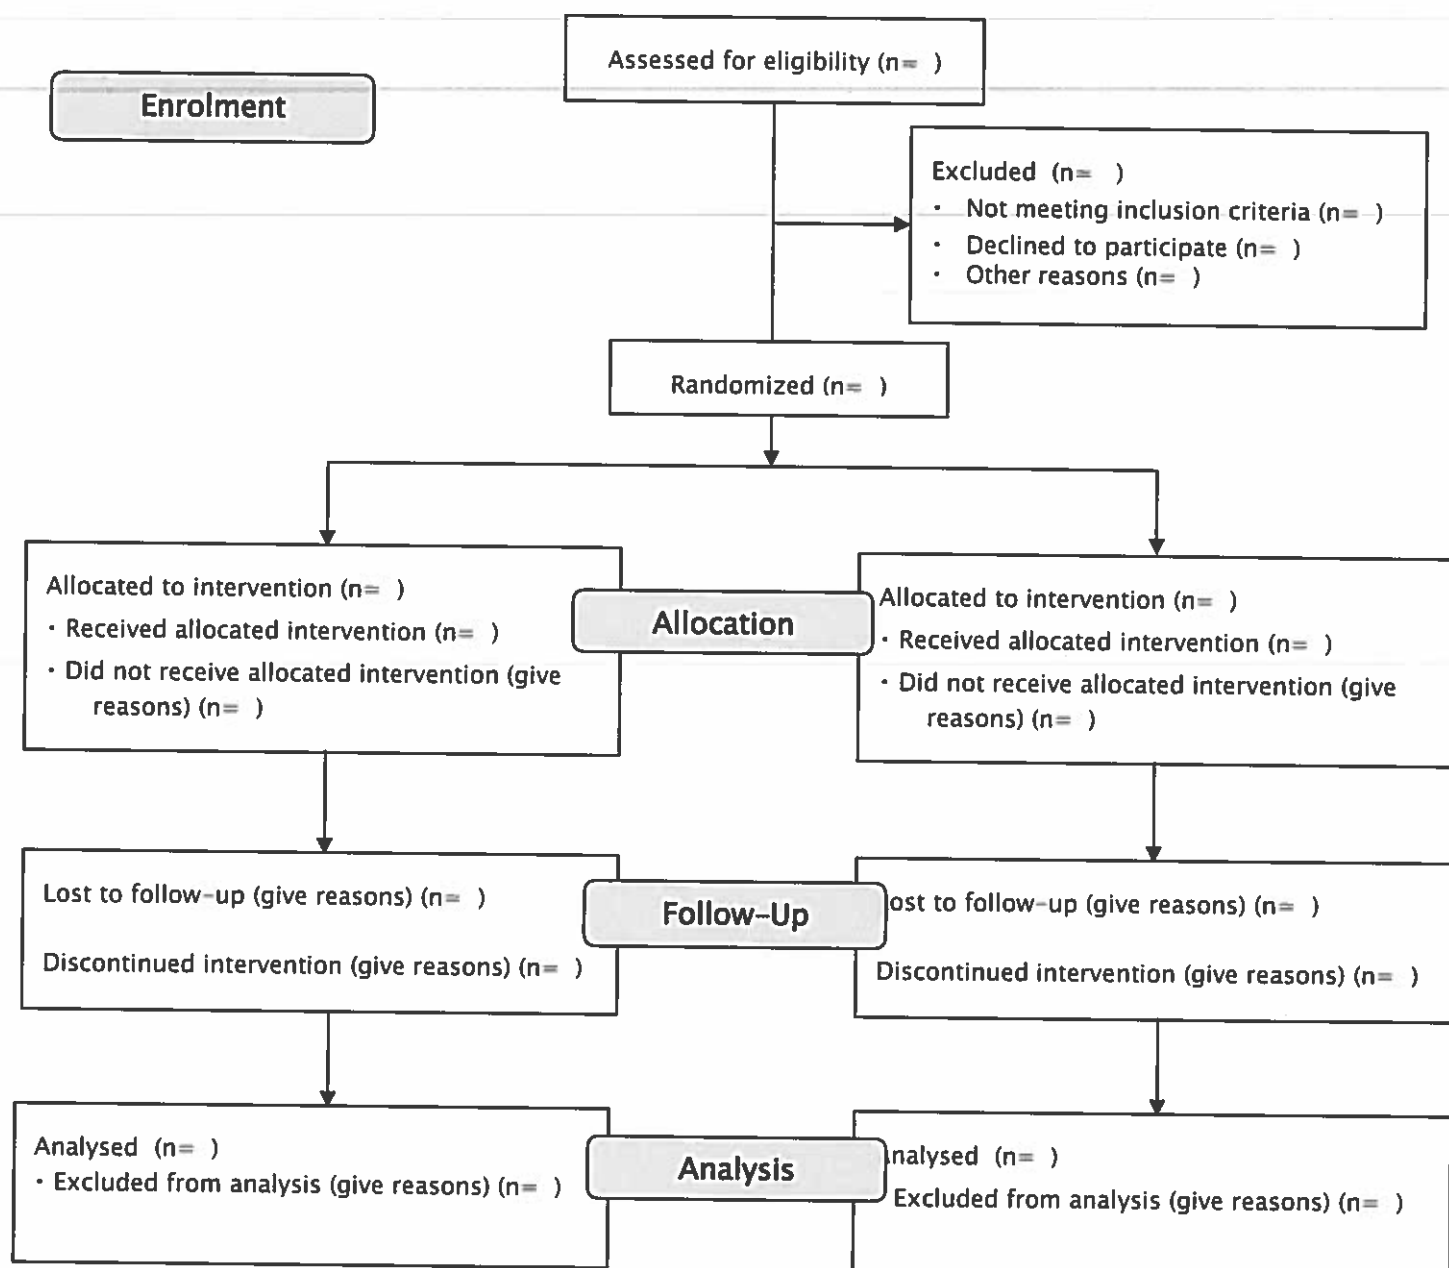 Assessed for eligibility (n= )
Enrolment
Excluded (n= )
· Not meeting inclusion criteria (n= )
· Declined to participate (n= )
· Other reasons (n= )
Randomized (n= )
Allocated to intervention (n= )
· Received allocated intervention (n= )
· Did not receive allocated intervention (give
reasons) (n= )
Allocation
Allocated to intervention (n= )
· Received allocated intervention (n= )
· Did not receive allocated intervention (give
reasons) (n= )
Lost to follow-up (give reasons) (n= )
Discontinued intervention (give reasons) (n= )
Follow-Up
ost to follow-up (give reasons) (n= )
Discontinued intervention (give reasons) (n= )
Analysed (n= )
· Excluded from analysis (give reasons) (n= )
Analysis
nalysed (n= )
Excluded from analysis (give reasons) (n= )